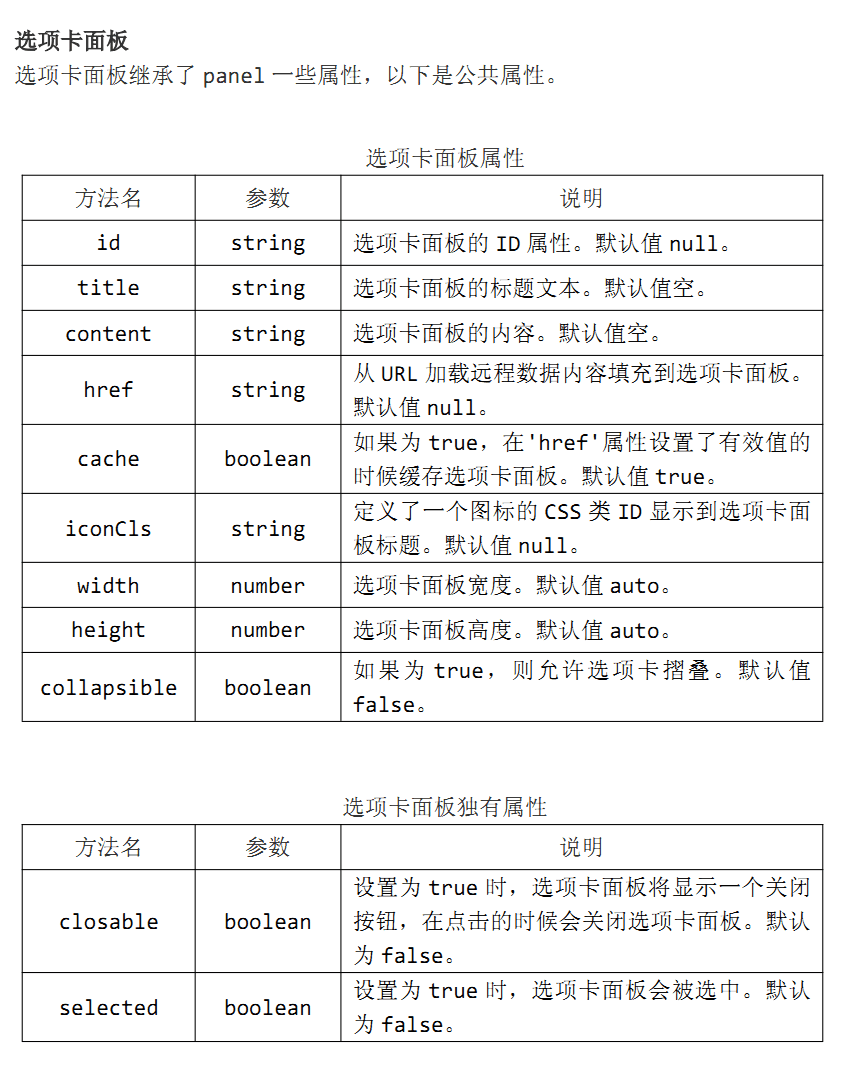 选项卡面板
选项卡面板继承了 panel 一些属性，以下是公共属性。
选项卡面板属性
方法名 参数 说明
id string 选项卡面板的 ID 属性。默认值 null。
title string 选项卡面板的标题文本。默认值空。
content string 选项卡面板的内容。默认值空。
href string 从 URL 加载远程数据内容填充到选项卡面板。
默认值 null。
cache boolean 如果为 true，在'href'属性设置了有效值的
时候缓存选项卡面板。默认值 true。
iconCls string 定义了一个图标的 CSS 类 ID 显示到选项卡面
板标题。默认值 null。
width number 选项卡面板宽度。默认值 auto。
height number 选项卡面板高度。默认值 auto。
collapsible boolean 如果为 true，则允许选项卡摺叠。默认值
false。
选项卡面板独有属性
方法名 参数 说明
closable boolean 设置为 true 时，选项卡面板将显示一个关闭
按钮，在点击的时候会关闭选项卡面板。默认
为 false。
selected boolean 设置为 true 时，选项卡面板会被选中。默认
为 false。